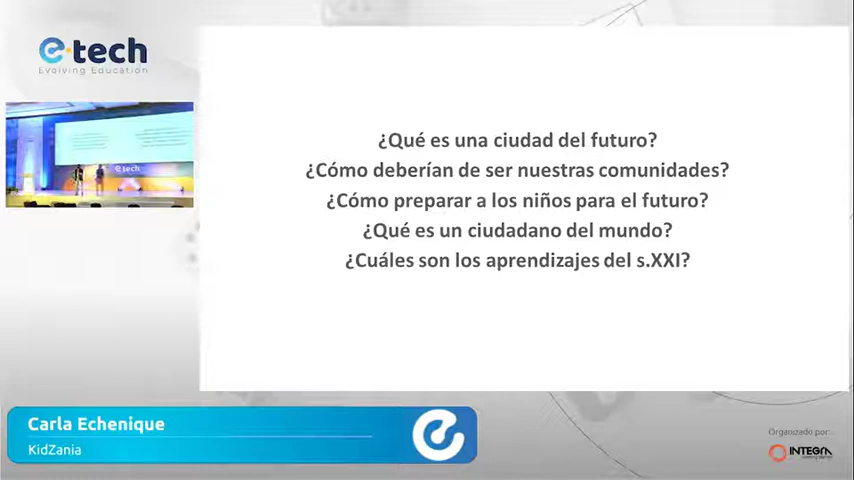 e·tech
Evolving Education
¿Qué es una ciudad del futuro?
¿Cómo deberían de ser nuestras comunidades?
¿Cómo preparar a los niños para el futuro?
¿Qué es un ciudadano del mundo?
¿Cuáles son los aprendizajes del s.XXI?
Carla Echenique
KidZania
Organizado por:
INTEGRA